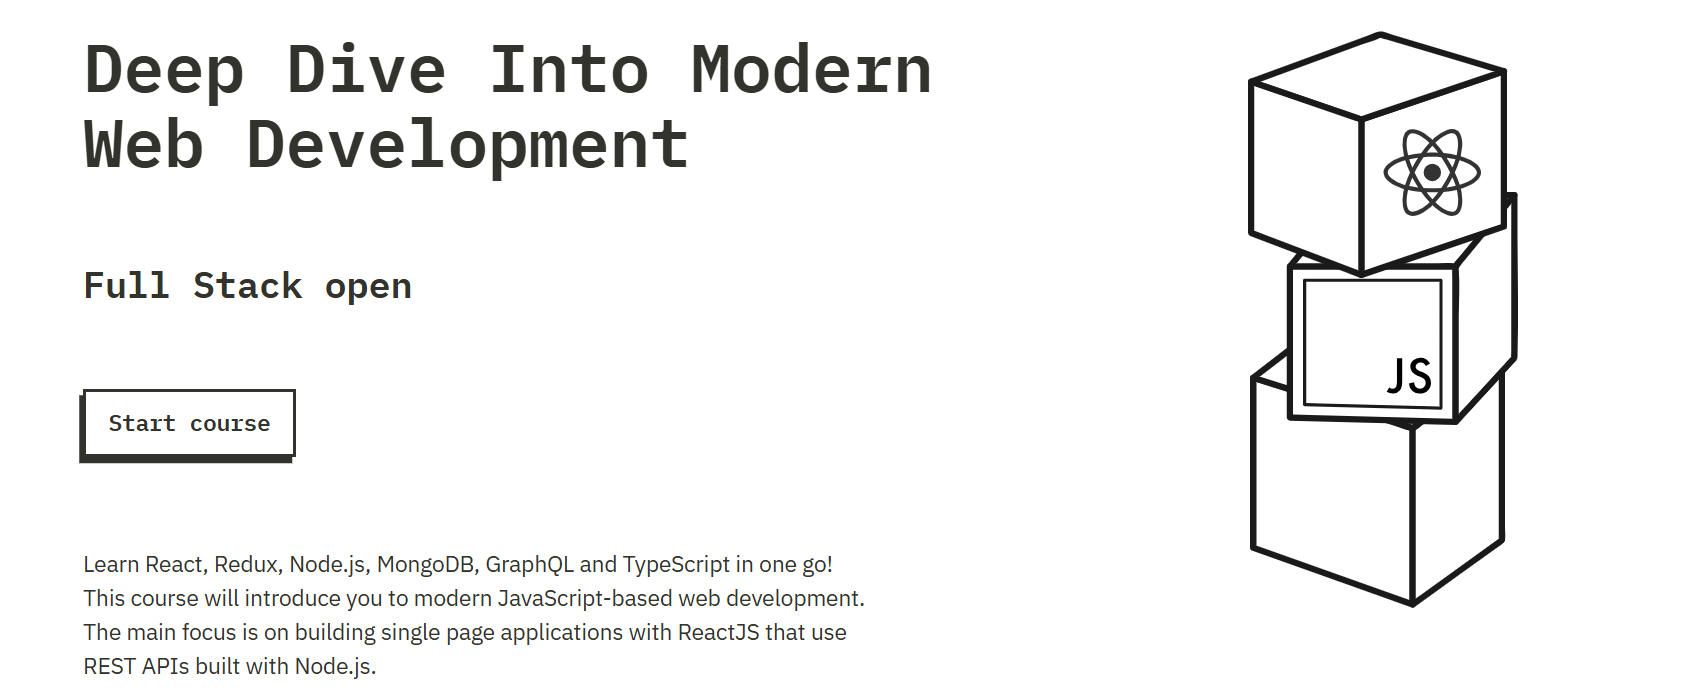 Deep Dive Into Modern
Web Development
Full Stack open
Start course
Learn React, Redux, Node.js, MongoDB, GraphQL and TypeScript in one go!
This course will introduce you to modern JavaScript-based web development.
The main focus is on building single page applications with ReactJS that use
REST APIs built with Node.js.
JS